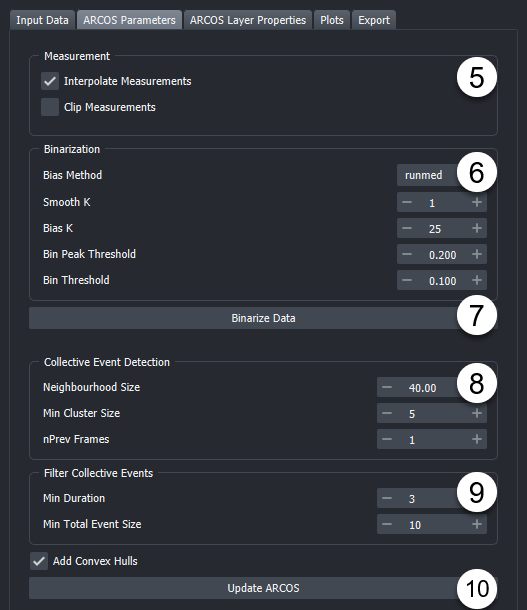 Input Data ARCOS Parameters ARCOS Layer Properties Plots Export
Measurement
Interpolate Measurements 5
Clip Measurements
Binarization
Bias Method runmed 6
Smooth K − 1 +
Bias K − 25 +
Bin Peak Threshold − 0.200 +
Bin Threshold − 0.100 +
Binarize Data 7
Collective Event Detection
Neighbourhood Size − 40.00 8
Min Cluster Size − 5 +
nPrev Frames − 1 +
Filter Collective Events
Min Duration − 3 9
Min Total Event Size − 10 +
Add Convex Hulls
Update ARCOS 10